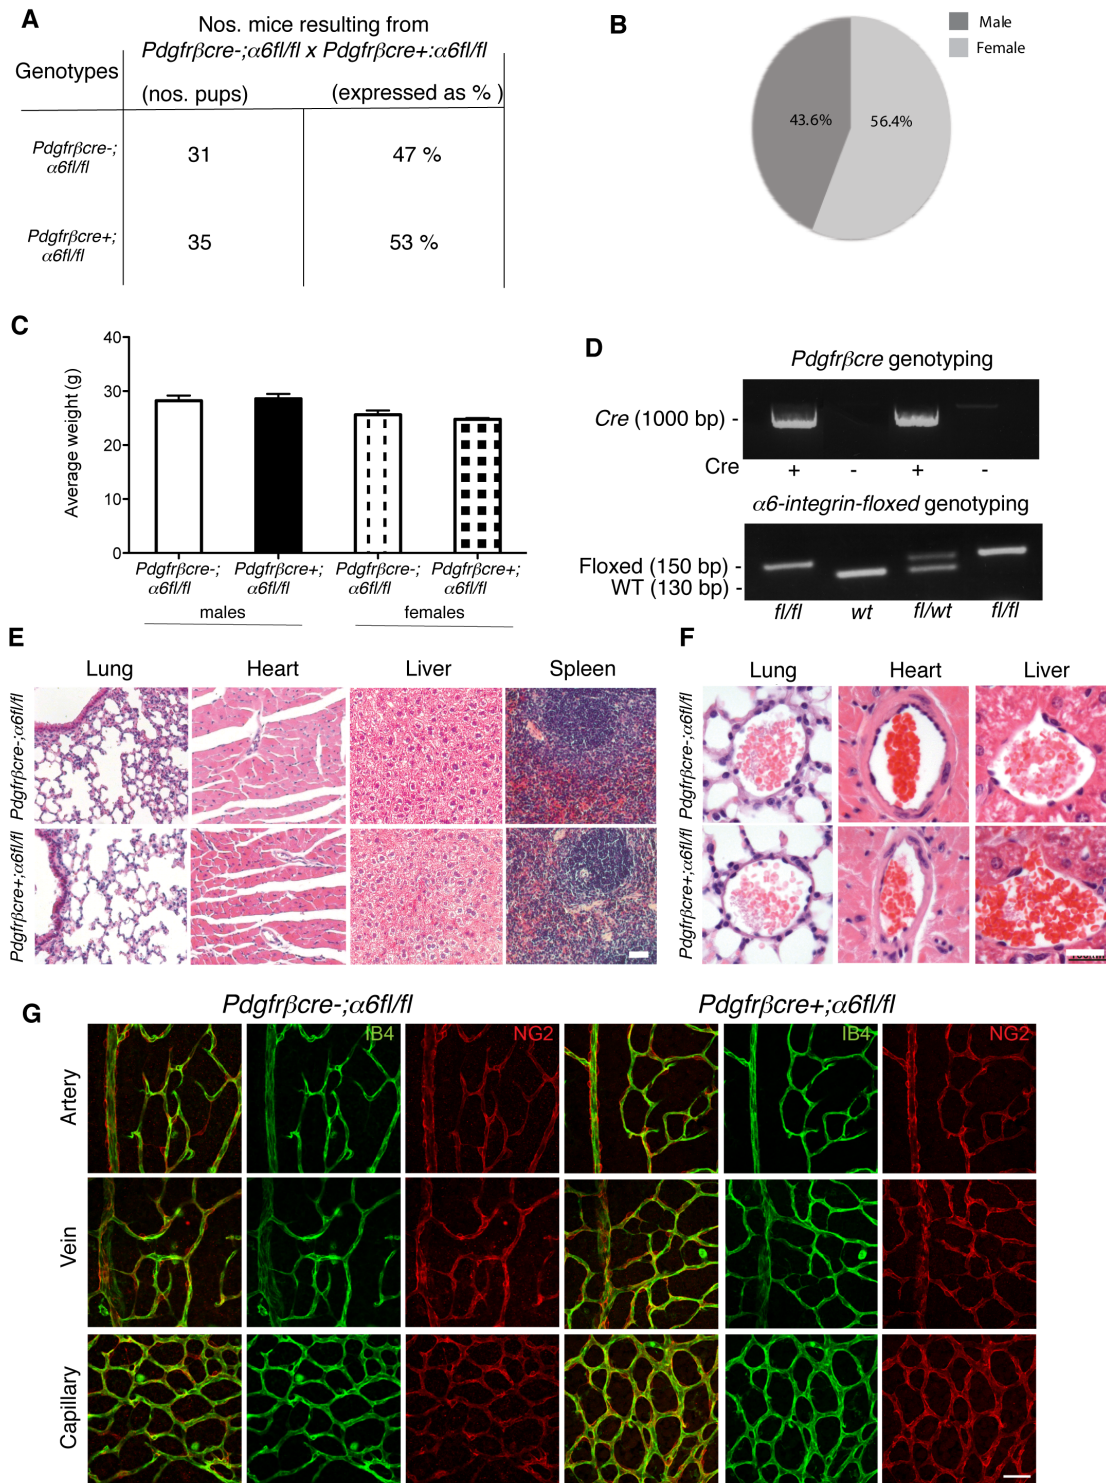 A
Nos. mice resulting from
Pdgfrβcre-;α6fl/fl x Pdgfrβcre+:α6fl/fl
Genotypes
(nos. pups)
(expressed as % )
Pdgfrβcre-;
α6fl/fl
31
47 %
Pdgfrβcre+;
α6fl/fl
35
53 %
B
Male
Female
43.6%
56.4%
C
Average weight (g)
40
30
20
10
0
Pdgfrβcre-;
α6fl/fl
Pdgfrβcre+;
α6fl/fl
Pdgfrβcre-;
α6fl/fl
Pdgfrβcre+;
α6fl/fl
males
females
D
Pdgfrβcre genotyping
Cre (1000 bp) -
Cre + - + -
α6-integrin-floxed genotyping
Floxed (150 bp) -
WT (130 bp) -
fl/fl wt fl/wt fl/fl
E
Lung Heart Liver Spleen
Pdgfrβcre-;α6fl/fl
Pdgfrβcre+;α6fl/fl
F
Lung Heart Liver
Pdgfrβcre-;α6fl/fl
Pdgfrβcre+;α6fl/fl
G
Pdgfrβcre-;α6fl/fl
Pdgfrβcre+;α6fl/fl
IB4
NG2
IB4
NG2
Artery
Vein
Capillary